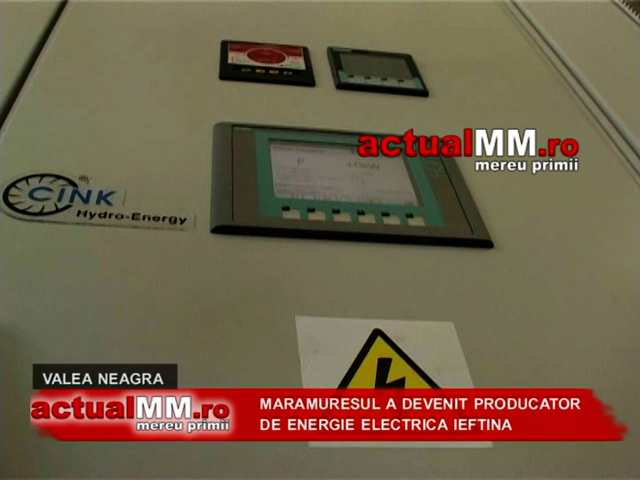 actualMM.ro
mereu primii
CINK
Hydro-Energy
VALEA NEAGRA
actualMM.ro
mereu primii
MARAMURESUL A DEVENIT PRODUCATOR
DE ENERGIE ELECTRICA IEFTINA